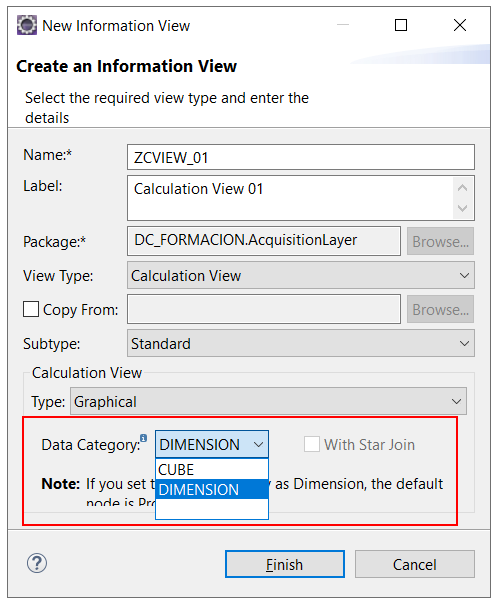 New Information View
Create an Information View
Select the required view type and enter the
details
Name:* ZCVIEW_01
Label: Calculation View 01
Package:* DC_FORMACION.AcquisitionLayer Browse...
View Type: Calculation View
Copy From: Browse...
Subtype: Standard
Calculation View
Type: Graphical
Data Category: DIMENSION With Star Join
CUBE
Note: If you set DIMENSION as Dimension, the default
node is
? Finish Cancel